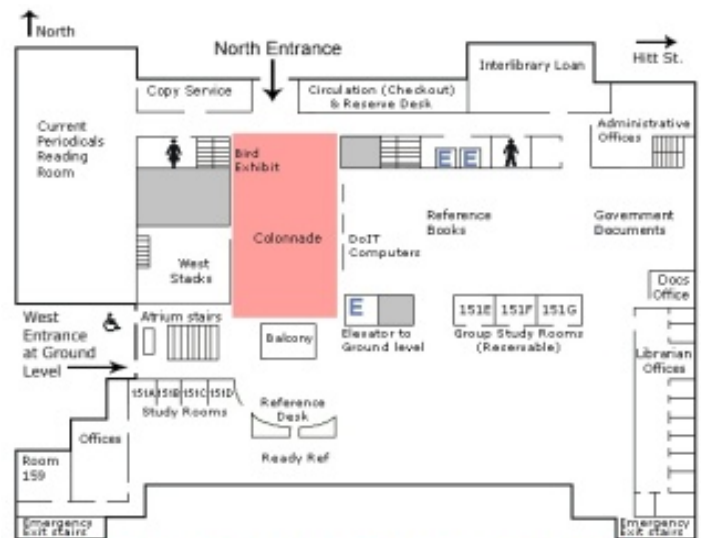 North
North Entrance
Hitt St.
Interlibrary Loan
Copy Service
Circulation (Checkout)
& Reserve Desk
Current
Periodicals
Reading
Room
Administrative
Offices
Bird
Exhibit
E E
Colonnade
DoIT
Computers
Reference
Books
Government
Documents
West
Stacks
Docs
Office
West
Entrance
at Ground
Level
Atrium stairs
Balcony
E
Elevator to
Ground level
151E 151F 151G
Group Study Rooms
(Reservable)
Librarian
Offices
151A 151B 151C 151D
Study Rooms
Reference
Desk
Ready Ref
Offices
Room
159
Emergency
Exit stairs
Emergency
Exit stairs